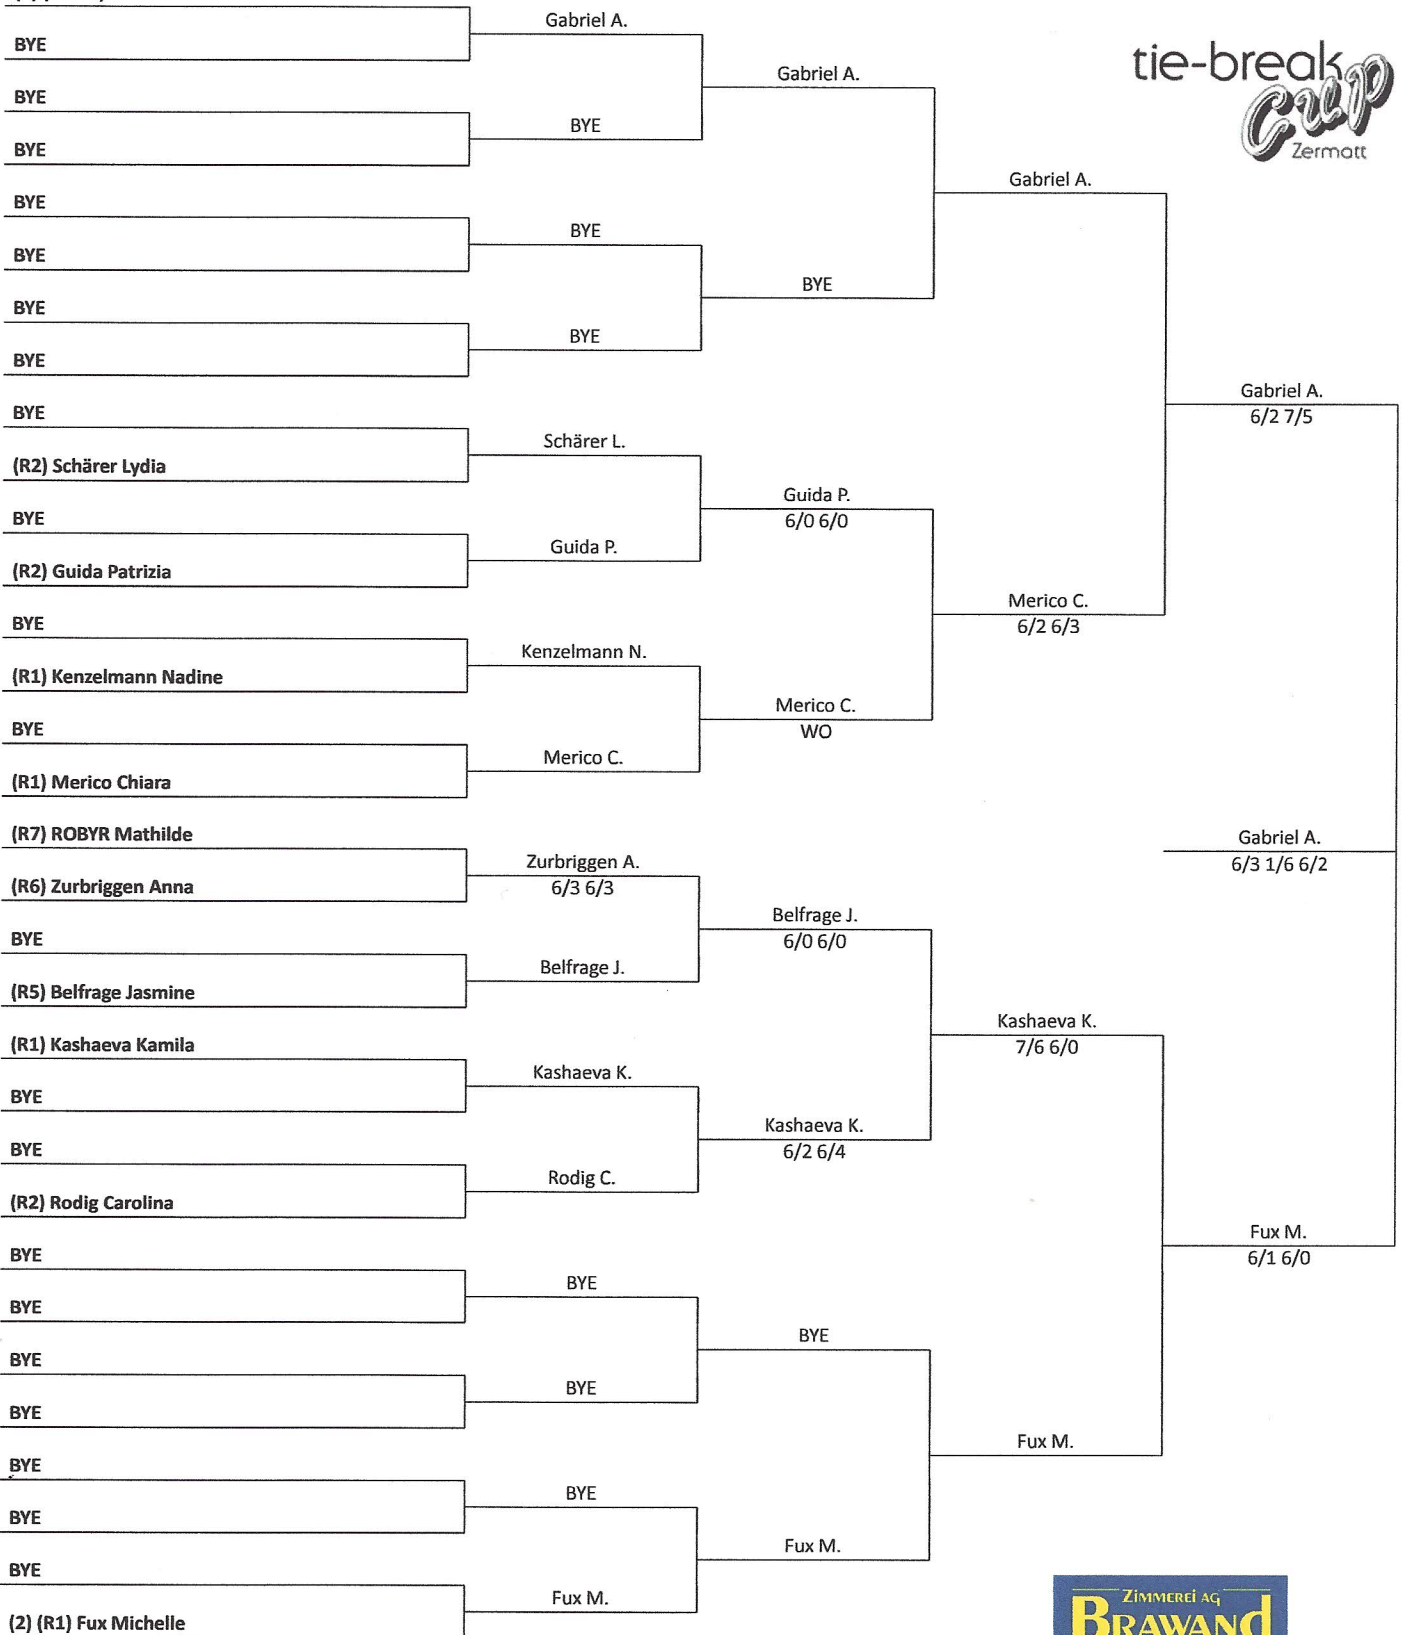 BYE
BYE
BYE
BYE
BYE
BYE
BYE
BYE
(R2) Schärer Lydia
BYE
(R2) Guida Patrizia
BYE
(R1) Kenzelmann Nadine
BYE
(R1) Merico Chiara
(R7) ROBYR Mathilde
(R6) Zurbriggen Anna
BYE
(R5) Belfrage Jasmine
(R1) Kashaeva Kamila
BYE
BYE
(R2) Rodig Carolina
BYE
BYE
BYE
BYE
BYE
BYE
BYE
(2) (R1) Fux Michelle
Gabriel A.
BYE
BYE
BYE
Schärer L.
Guida P.
Kenzelmann N.
Merico C.
Zurbriggen A.
6/3 6/3
Belfrage J.
Kashaeva K.
Rodig C.
BYE
BYE
BYE
Fux M.
Gabriel A.
BYE
Guida P.
6/0 6/0
Merico C.
WO
Belfrage J.
6/0 6/0
Kashaeva K.
6/2 6/4
BYE
Fux M.
Gabriel A.
Merico C.
6/2 6/3
Kashaeva K.
7/6 6/0
Fux M.
tie-break
Cup
Zermatt
Gabriel A.
6/2 7/5
Gabriel A.
6/3 1/6 6/2
Fux M.
6/1 6/0
ZIMMEREI AG
BRAWAND